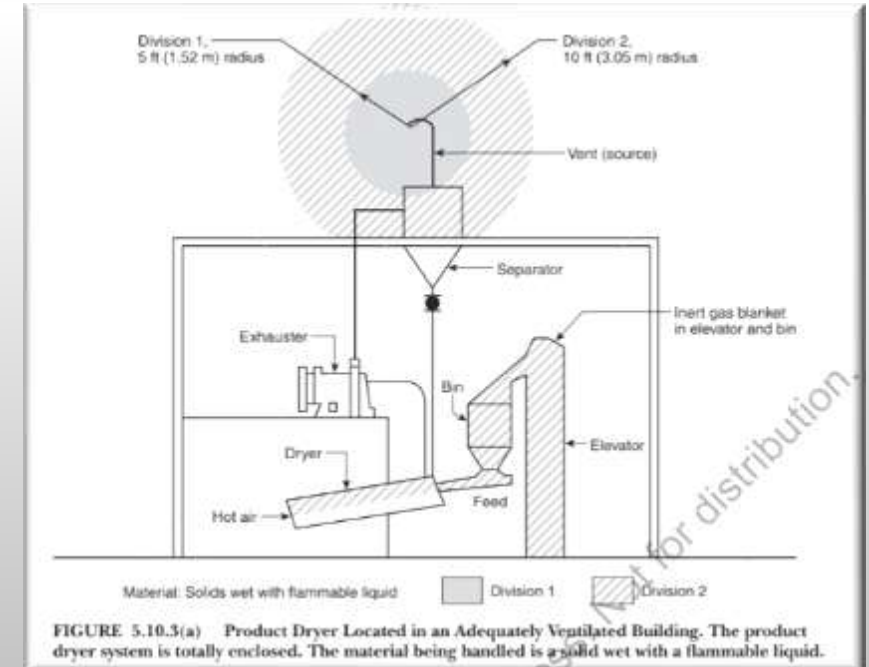 Division 1,
5 ft (1.52 m) radius
Division 2,
10 ft (3.05 m) radius
Vent (source)
Separator
Inert gas blanket
in elevator and bin
Exhauster
Bin
Elevator
Dryer
Feed
Hot air
Material: Solids wet with flammable liquid
Division 1
Division 2
FIGURE 5.10.3(a) Product Dryer Located in an Adequately Ventilated Building. The product
dryer system is totally enclosed. The material being handled is a solid wet with a flammable liquid.
for distribution.